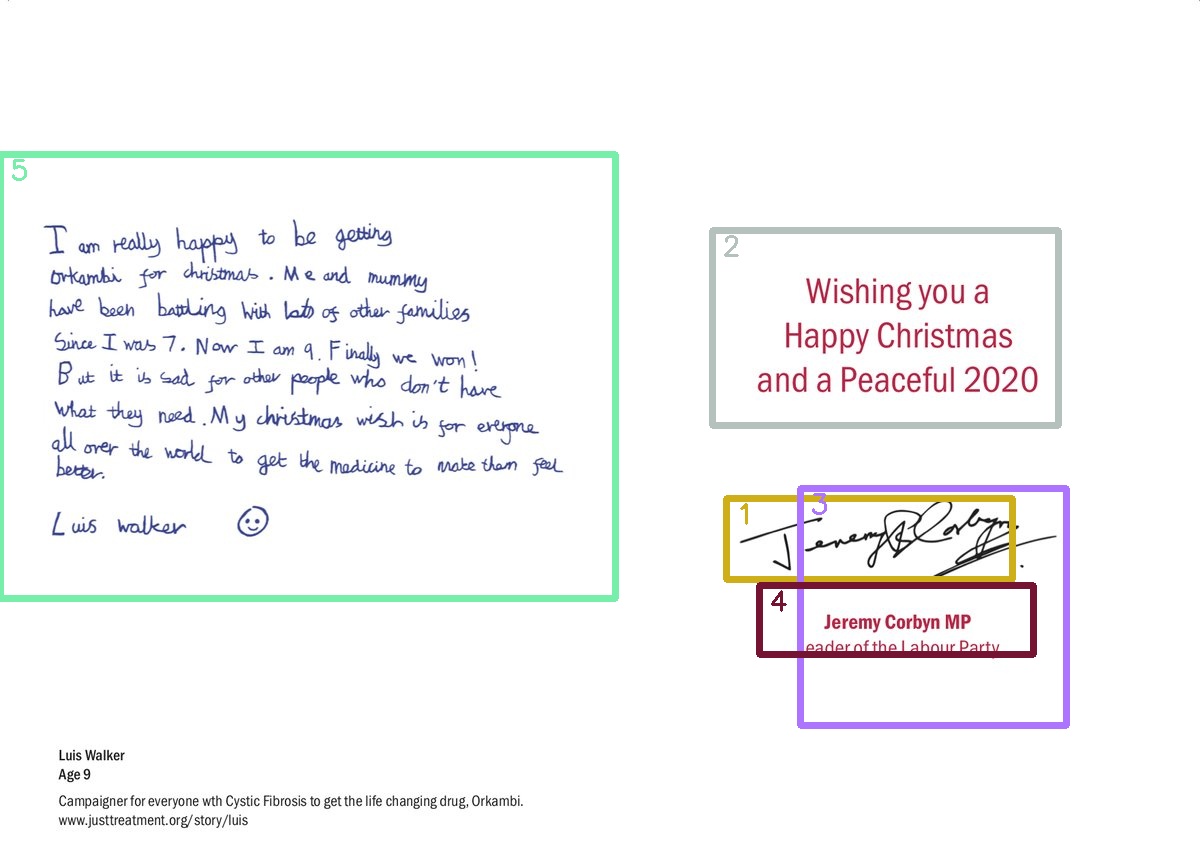 I am really happy to be getting
Orkambi for christmas. Me and mummy
have been battling with lots of other families
Since I was 7. Now I am 9. Finally we won!
But it is sad for other people who don't have
what they need. My christmas wish is for everyone
all over the world to get the medicine to make them feel
better.
Luis walker
Wishing you a
Happy Christmas
and a Peaceful 2020
Jeremy Corbyn
Jeremy Corbyn MP
Leader of the Labour Party
Luis Walker
Age 9
Campaigner for everyone wth Cystic Fibrosis to get the life changing drug, Orkambi.
www.justtreatment.org/story/luis
5
2
1
3
4